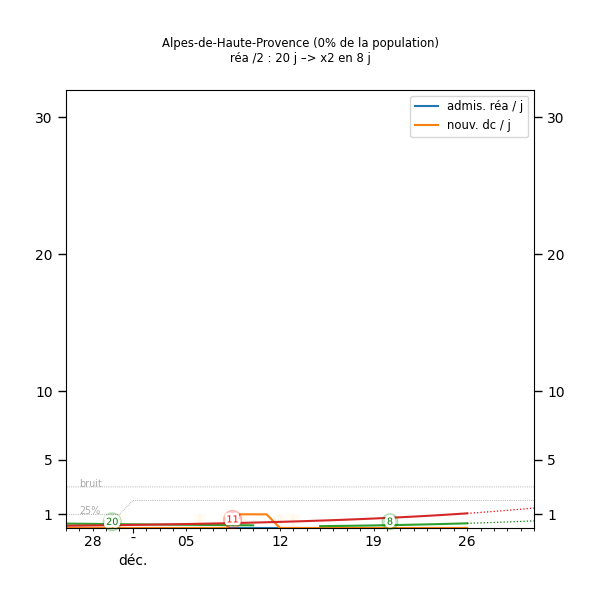 Alpes-de-Haute-Provence (0% de la population)
réa /2 : 20 j –> x2 en 8 j
admis. réa / j
nouv. dc / j
30 30
20 20
10 10
5 5
bruit
25%
1 1
20 11 8
28 - 05 12 19 26
déc.